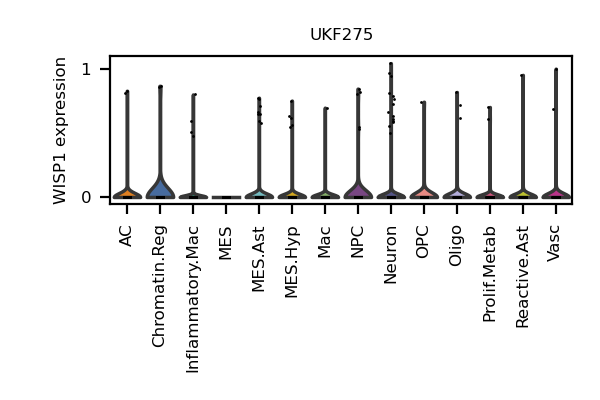 UKF275
WISP1 expression
1
0
AC
Chromatin.Reg
Inflammatory.Mac
MES
MES.Ast
MES.Hyp
Mac
NPC
Neuron
OPC
Oligo
Prolif.Metab
Reactive.Ast
Vasc